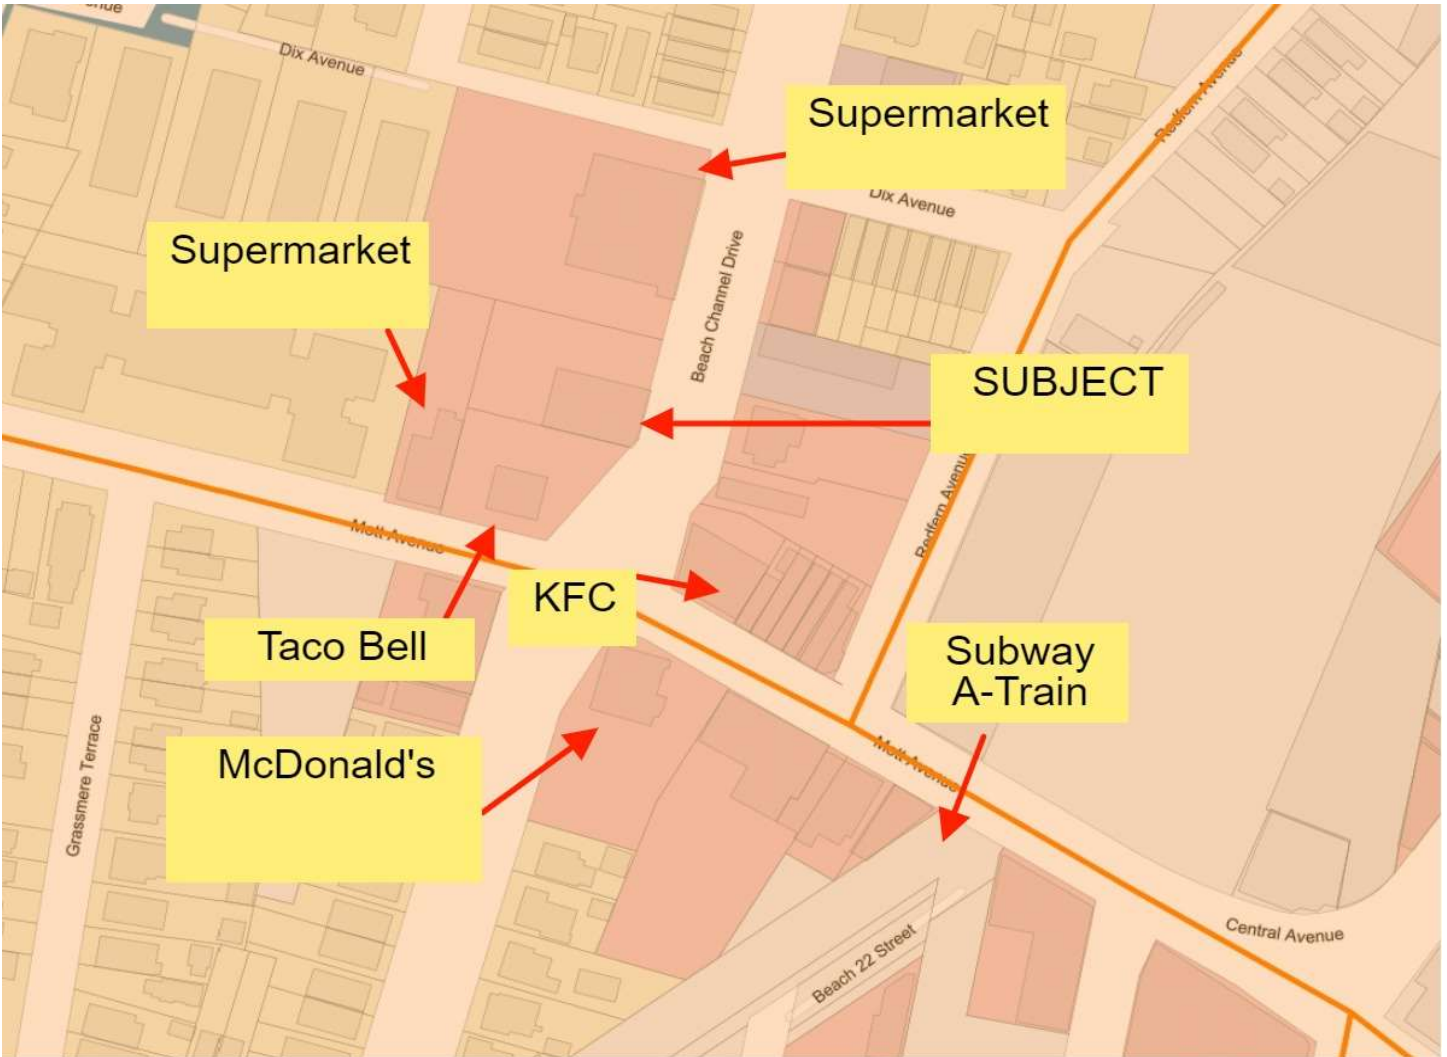 Dix Avenue
Redfern Avenue
Supermarket
Dix Avenue
Supermarket
Beach Channel Drive
SUBJECT
Redfern Avenue
Mott Avenue
KFC
Taco Bell
Subway
A-Train
Grassmere Terrace
McDonald's
Mott Avenue
Central Avenue
Beach 22 Street